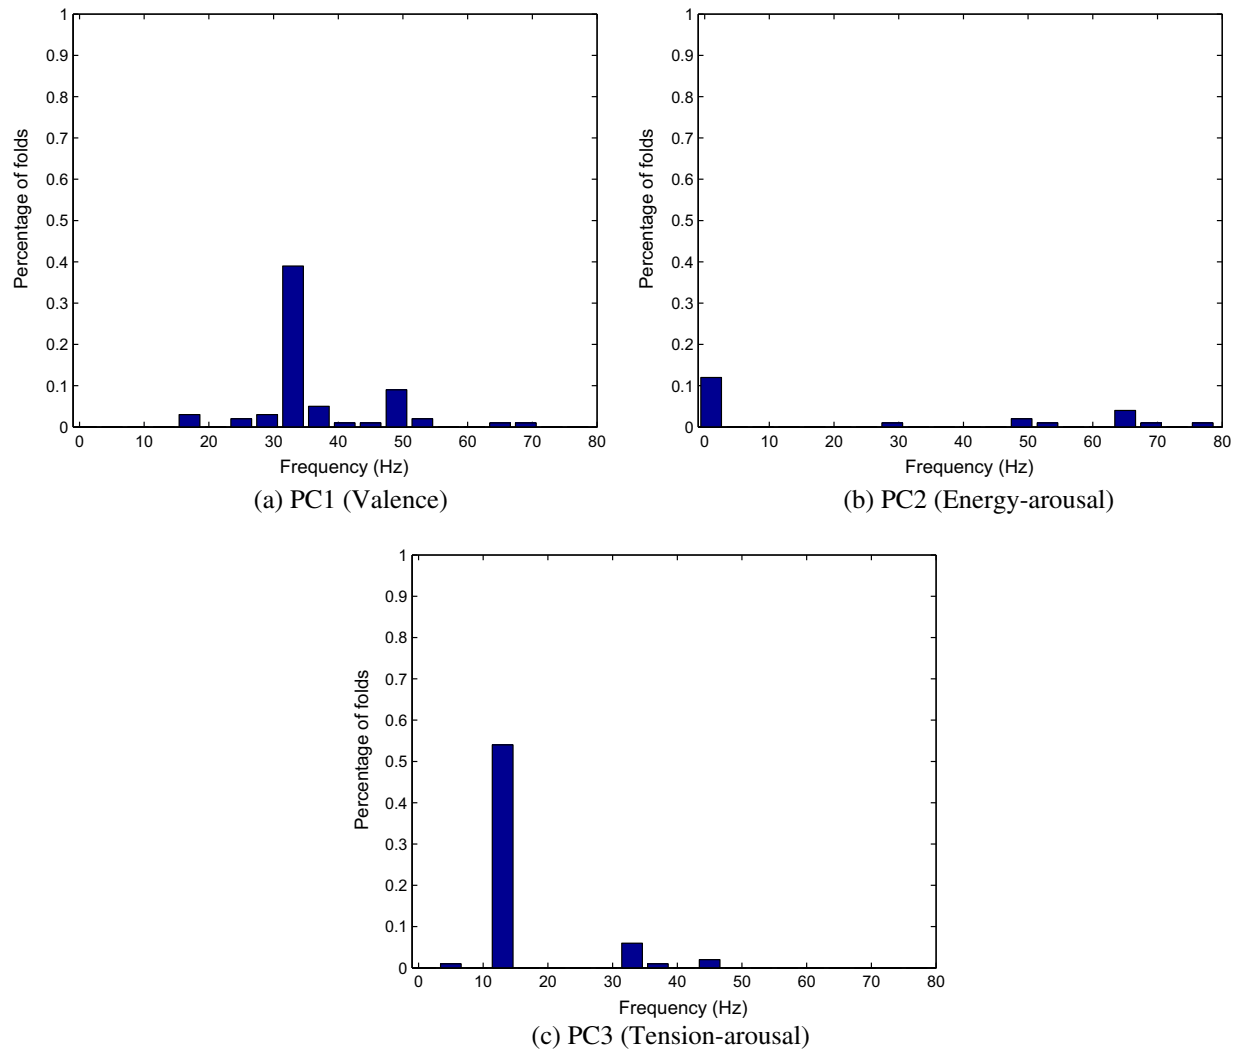 1
0.9
0.8
0.7
0.6
0.5
0.4
0.3
0.2
0.1
0
Percentage of folds
0 10 20 30 40 50 60 70 80
Frequency (Hz)
(a) PC1 (Valence)
1
0.9
0.8
0.7
0.6
0.5
0.4
0.3
0.2
0.1
0
Percentage of folds
0 10 20 30 40 50 60 70 80
Frequency (Hz)
(b) PC2 (Energy-arousal)
1
0.9
0.8
0.7
0.6
0.5
0.4
0.3
0.2
0.1
0
Percentage of folds
0 10 20 30 40 50 60 70 80
Frequency (Hz)
(c) PC3 (Tension-arousal)